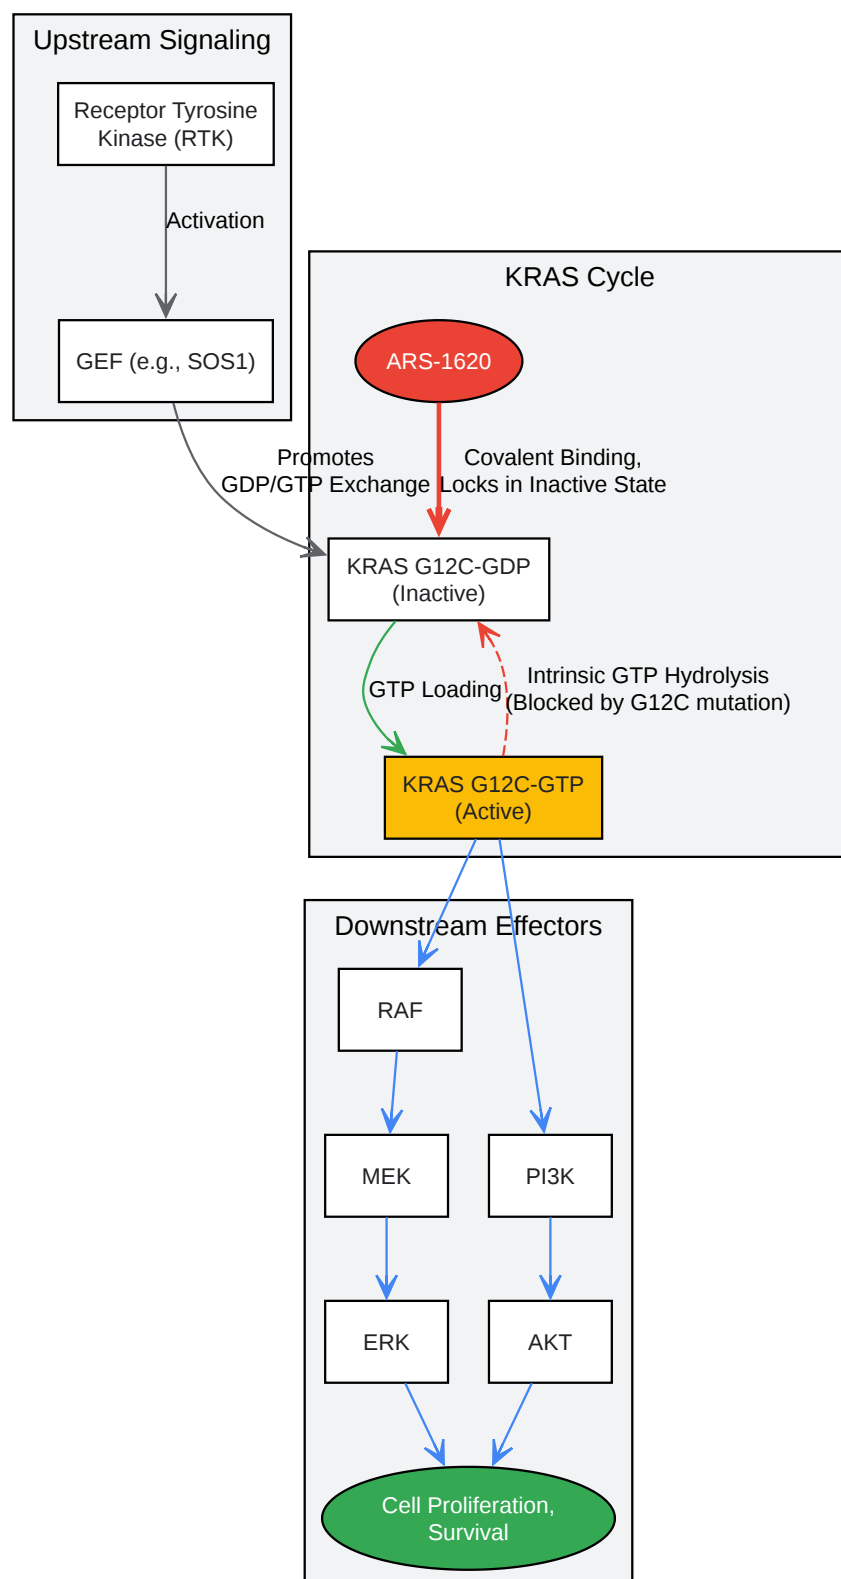 Upstream Signaling
Receptor Tyrosine
Kinase (RTK)
Activation
GEF (e.g., SOS1)
KRAS Cycle
ARS-1620
Promotes
GDP/GTP Exchange
Covalent Binding,
Locks in Inactive State
KRAS G12C-GDP
(Inactive)
GTP Loading
Intrinsic GTP Hydrolysis
(Blocked by G12C mutation)
KRAS G12C-GTP
(Active)
Downstream Effectors
RAF
MEK
PI3K
ERK
AKT
Cell Proliferation,
Survival